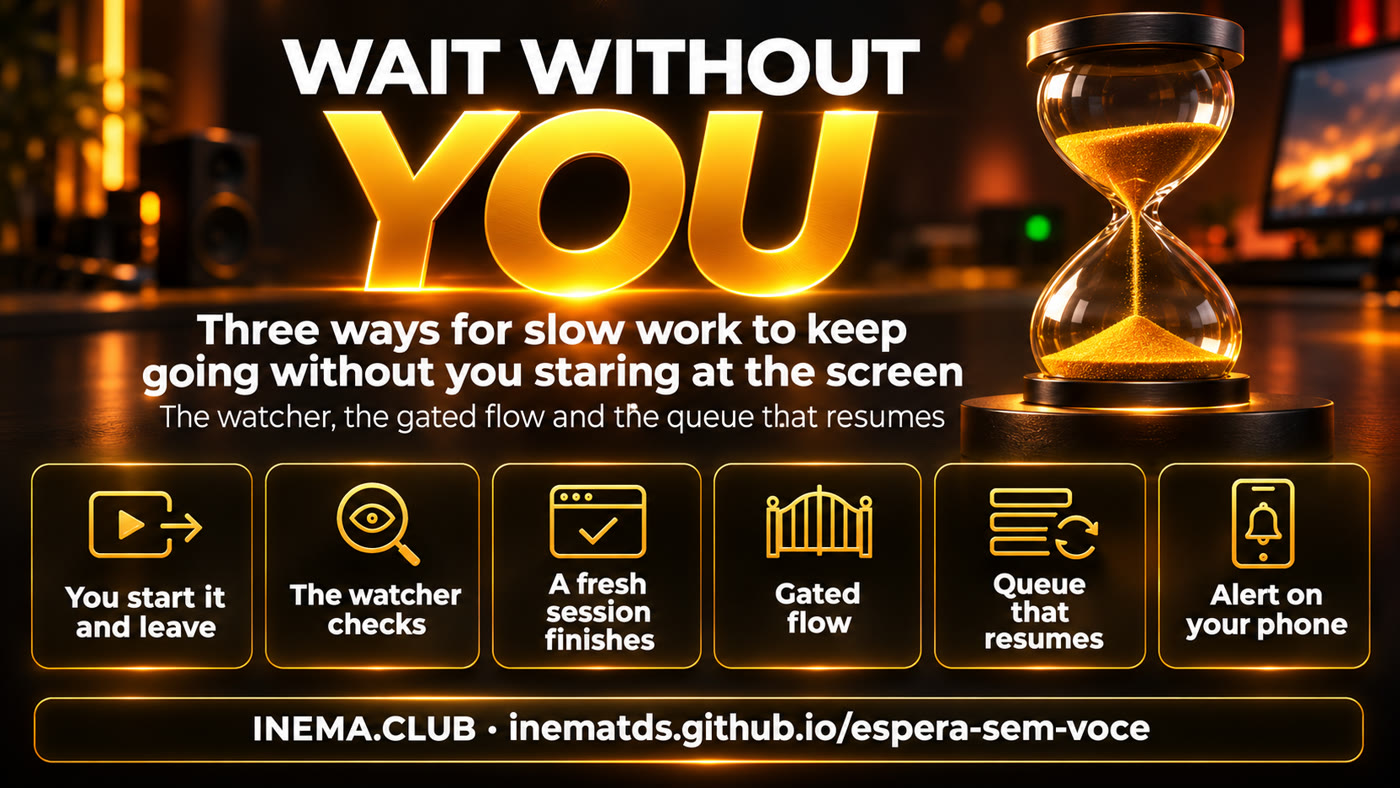 WAIT WITHOUT
YOU
Three ways for slow work to keep
going without you staring at the screen
The watcher, the gated flow and the queue that resumes
You start it
and leave
The watcher
checks
A fresh
session
finishes
Gated
flow
Queue
that
resumes
Alert on
your phone
INEMA.CLUB • inematds.github.io/espera-sem-voce